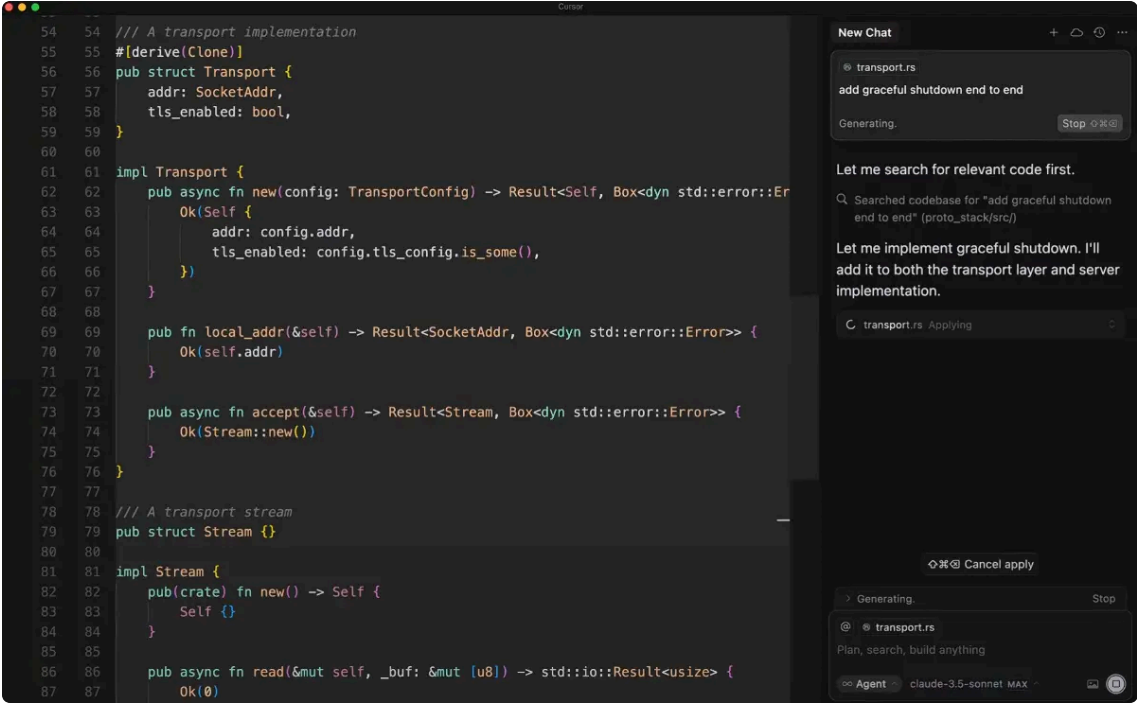 Cursor
54 54 /// A transport implementation
55 55 #[derive(Clone)]
56 56 pub struct Transport {
57 57 addr: SocketAddr,
58 58 tls_enabled: bool,
59 59 }
60 60
61 61 impl Transport {
62 62 pub async fn new(config: TransportConfig) -> Result<Self, Box<dyn std::error::Er
63 63 Ok(Self {
64 64 addr: config.addr,
65 65 tls_enabled: config.tls_config.is_some(),
66 66 })
67 67 }
68 68
69 69 pub fn local_addr(&self) -> Result<SocketAddr, Box<dyn std::error::Error>> {
70 70 Ok(self.addr)
71 71 }
72 72
73 73 pub async fn accept(&self) -> Result<Stream, Box<dyn std::error::Error>> {
74 74 Ok(Stream::new())
75 75 }
76 76 }
77 77
78 78 /// A transport stream
79 79 pub struct Stream {}
80 80
81 81 impl Stream {
82 82 pub(crate) fn new() -> Self {
83 83 Self {}
84 84 }
85 85
86 86 pub async fn read(&mut self, _buf: &mut [u8]) -> std::io::Result<usize> {
87 87 Ok(0)
New Chat
transport.rs
add graceful shutdown end to end
Generating.
Stop ⇧⌘⌫
Let me search for relevant code first.
Searched codebase for "add graceful shutdown
end to end" (proto_stack/src/)
Let me implement graceful shutdown. I'll
add it to both the transport layer and server
implementation.
transport.rs Applying
⇧⌘⌫ Cancel apply
Generating.
Stop
@ transport.rs
Plan, search, build anything
∞ Agent claude-3.5-sonnet MAX